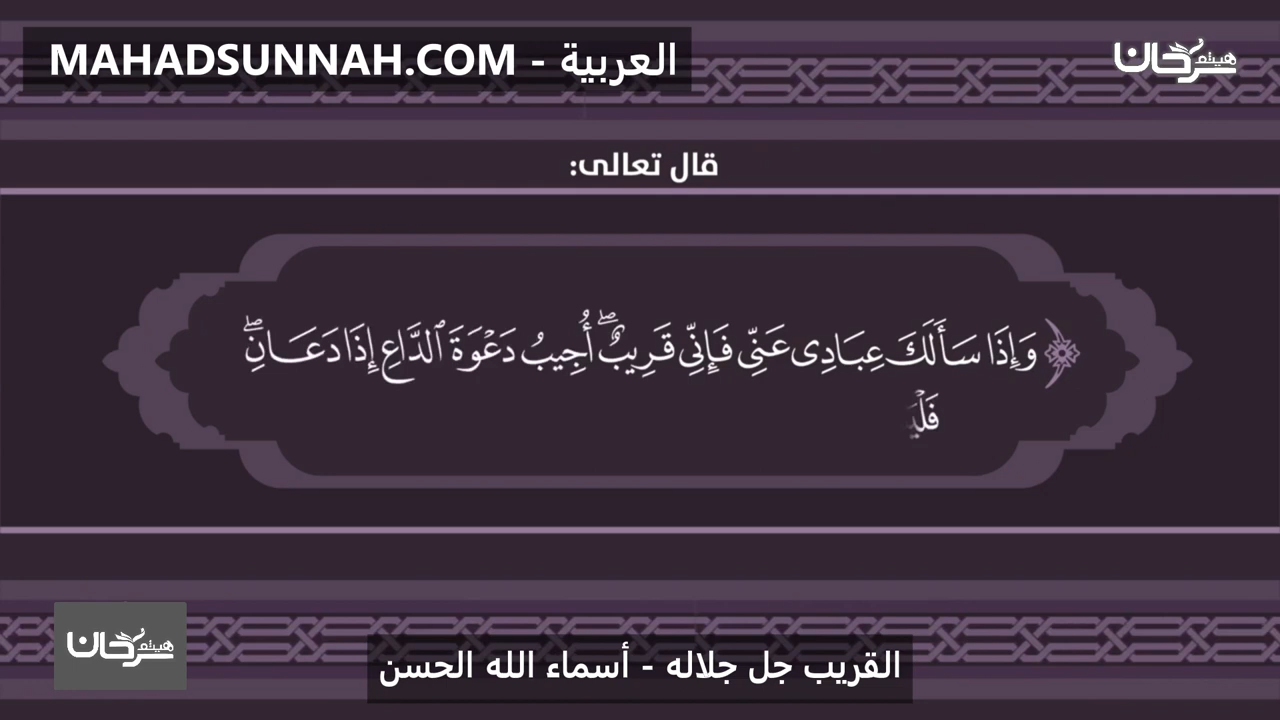 MAHADSUNNAH.COM - العربية
هيثم سرحان
قال تعالى:
﴿وَإِذَا سَأَلَكَ عِبَادِى عَنِّى فَإِنِّى قَرِيبٌ ۖ أُجِيبُ دَعْوَةَ ٱلدَّاعِ إِذَا دَعَانِ ۖ
هيثم سرحان
القريب جل جلاله - أسماء الله الحسن